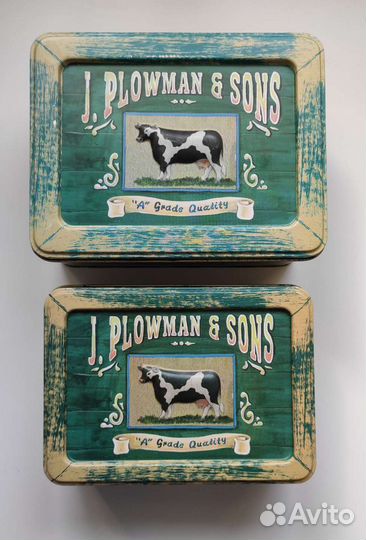 J. PLOWMAN & SONS
"A" Grade Quality
J. PLOWMAN & SONS
"A" Grade Quality
Avito